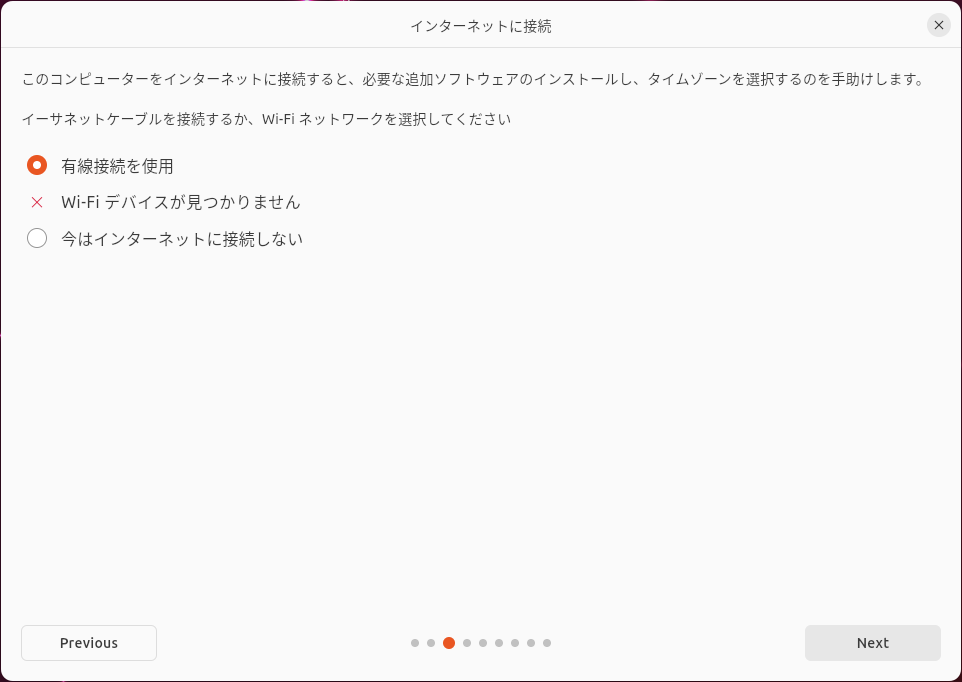 インターネットに接続
このコンピューターをインターネットに接続すると、必要な追加ソフトウェアのインストールし、タイムゾーンを選択するのを手助けします。
イーサネットケーブルを接続するか、Wi-Fi ネットワークを選択してください
有線接続を使用
Wi-Fi デバイスが見つかりません
今はインターネットに接続しない
Previous
Next